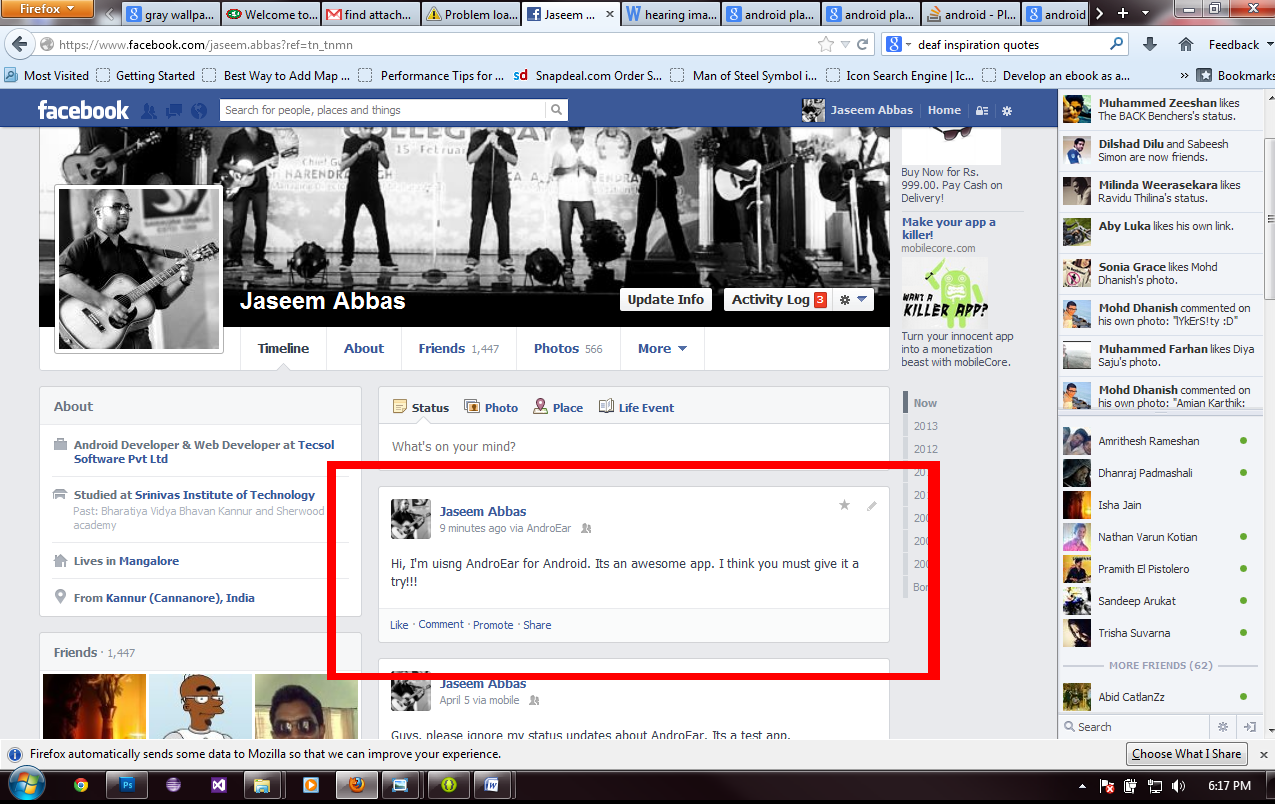 Firefox
gray wallpa...
Welcome to...
find attach...
Problem loa...
Jaseem ...
hearing ima...
android pla...
android pla...
android - Pl...
android
https://www.facebook.com/jaseem.abbas?ref=tn_tnmn
deaf inspiration quotes
Feedback
Most Visited
Getting Started
Best Way to Add Map ...
Performance Tips for ...
sd Snapdeal.com Order S...
Man of Steel Symbol i...
Icon Search Engine | Ic...
Develop an ebook as a...
Bookmarks
facebook
Search for people, places and things
Jaseem Abbas
Home
15 Februar
Chief G
Jaseem Abbas
Update Info
Activity Log 3
Timeline
About
Friends 1,447
Photos 566
More
Buy Now for Rs.
999.00. Pay Cash on
Delivery!
Make your app a
killer!
mobilecore.com
WANT A
KILLER APP?
Turn your innocent app
into a monetization
beast with mobileCore.
About
Android Developer & Web Developer at Tecsol
Software Pvt Ltd
Studied at Srinivas Institute of Technology
Past: Bharatiya Vidya Bhavan Kannur and Sherwood
academy
Lives in Mangalore
From Kannur (Cannanore), India
Friends · 1,447
Status
Photo
Place
Life Event
What's on your mind?
Jaseem Abbas
9 minutes ago via AndroEar
Hi, I'm uisng AndroEar for Android. Its an awesome app. I think you must give it a
try!!!
Like · Comment · Promote · Share
Jaseem Abbas
April 5 via mobile
Guys, please ignore my status updates about AndroEar. Its a test app.
Now
2013
2012
Muhammed Zeeshan likes
The BACK Benchers's status.
Dilshad Dilu and Sabeesh
Simon are now friends.
Milinda Weerasekara likes
Ravidu Thilina's status.
Aby Luka likes his own link.
Sonia Grace likes Mohd
Dhanish's photo.
Mohd Dhanish commented on
his own photo: "lYkErS!ty :D"
Muhammed Farhan likes Diya
Saju's photo.
Mohd Dhanish commented on
his own photo: "Amian Karthik:
Amrithesh Rameshan
Dhanraj Padmashali
Isha Jain
Nathan Varun Kotian
Pramith El Pistolero
Sandeep Arukat
Trisha Suvarna
MORE FRIENDS (62)
Abid CatlanZz
Search
Firefox automatically sends some data to Mozilla so that we can improve your experience.
Choose What I Share
Ps
6:17 PM